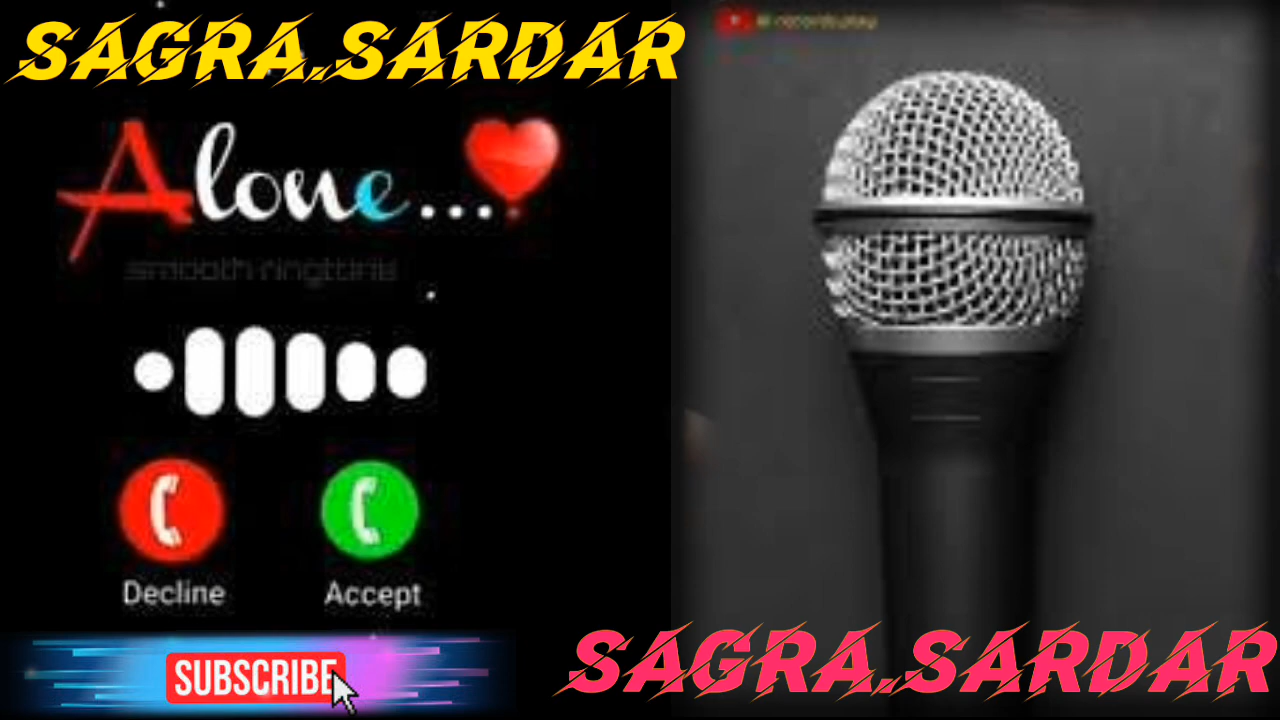 SAGRA.SARDAR
Alone...
smooth ringtone
Decline
Accept
SUBSCRIBE
SAGRA.SARDAR